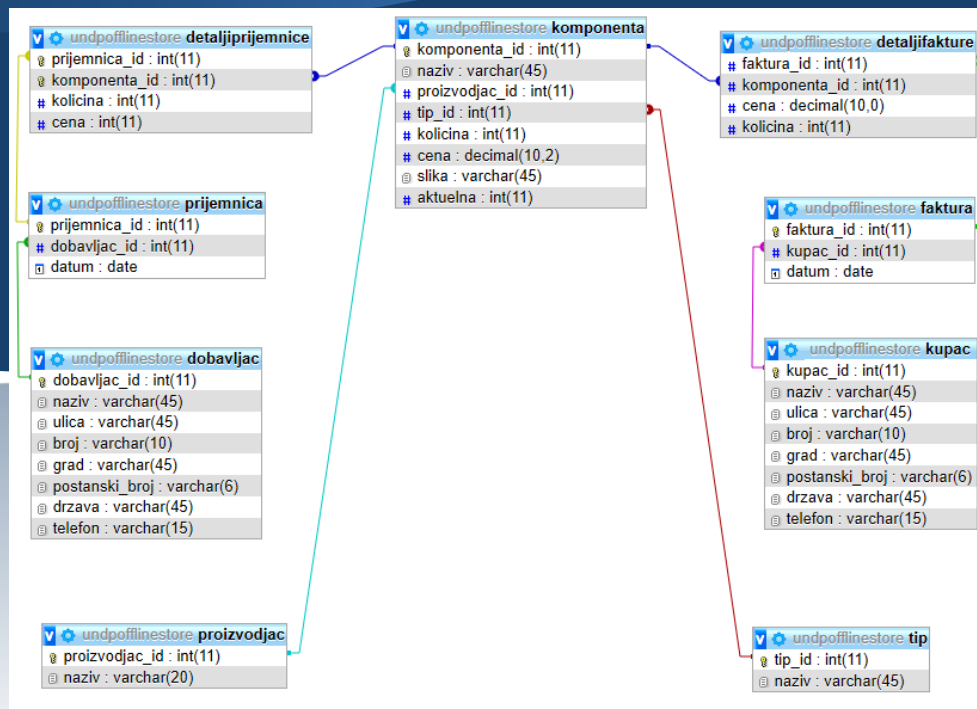 undpofflinestore detaljiprijemnice
prijemnica_id : int(11)
komponenta_id : int(11)
kolicina : int(11)
cena : int(11)
undpofflinestore komponenta
komponenta_id : int(11)
naziv : varchar(45)
proizvodjac_id : int(11)
tip_id : int(11)
kolicina : int(11)
cena : decimal(10,2)
slika : varchar(45)
aktuelna : int(11)
undpofflinestore detaljifakture
faktura_id : int(11)
komponenta_id : int(11)
cena : decimal(10,0)
kolicina : int(11)
undpofflinestore prijemnica
prijemnica_id : int(11)
dobavljac_id : int(11)
datum : date
undpofflinestore faktura
faktura_id : int(11)
kupac_id : int(11)
datum : date
undpofflinestore dobavljac
dobavljac_id : int(11)
naziv : varchar(45)
ulica : varchar(45)
broj : varchar(10)
grad : varchar(45)
postanski_broj : varchar(6)
drzava : varchar(45)
telefon : varchar(15)
undpofflinestore kupac
kupac_id : int(11)
naziv : varchar(45)
ulica : varchar(45)
broj : varchar(10)
grad : varchar(45)
postanski_broj : varchar(6)
drzava : varchar(45)
telefon : varchar(15)
undpofflinestore proizvodjac
proizvodjac_id : int(11)
naziv : varchar(20)
undpofflinestore tip
tip_id : int(11)
naziv : varchar(45)